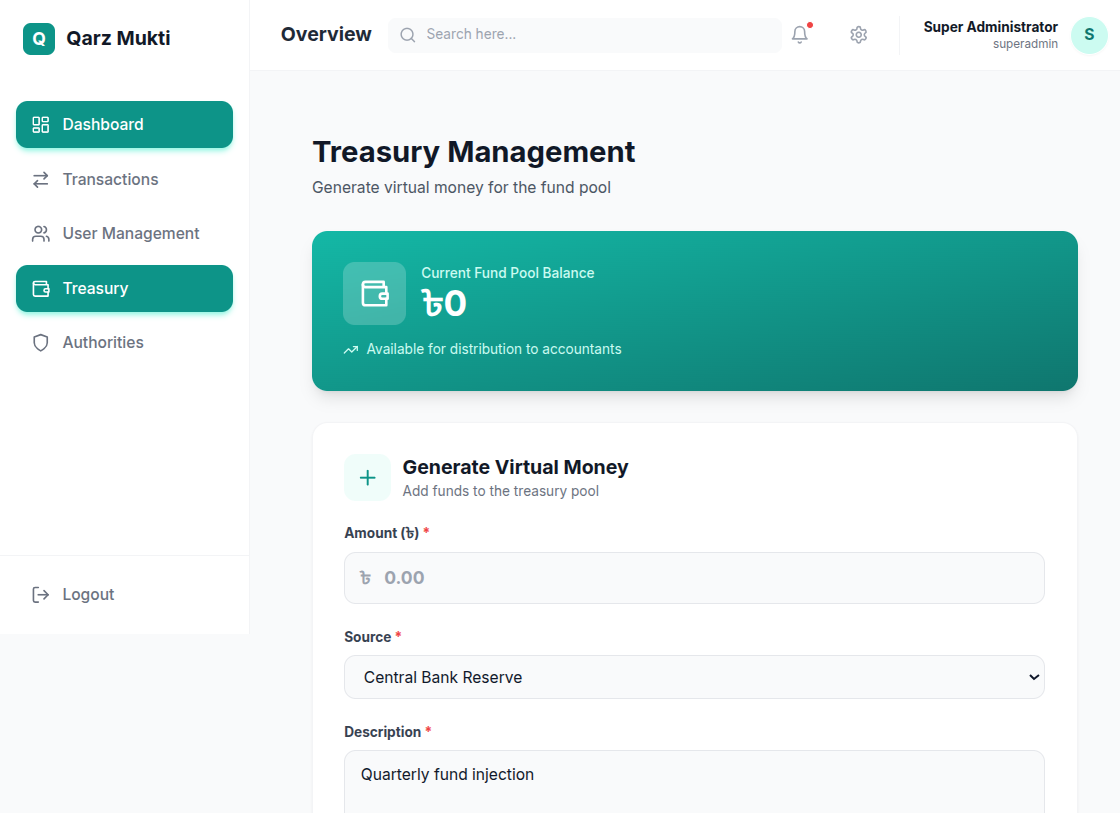 Q Qarz Mukti
Overview
Search here...
Super Administrator
superadmin
S
Dashboard
Transactions
User Management
Treasury
Authorities
Logout
Treasury Management
Generate virtual money for the fund pool
Current Fund Pool Balance
৳0
Available for distribution to accountants
Generate Virtual Money
Add funds to the treasury pool
Amount (৳) *
৳ 0.00
Source *
Central Bank Reserve
Description *
Quarterly fund injection